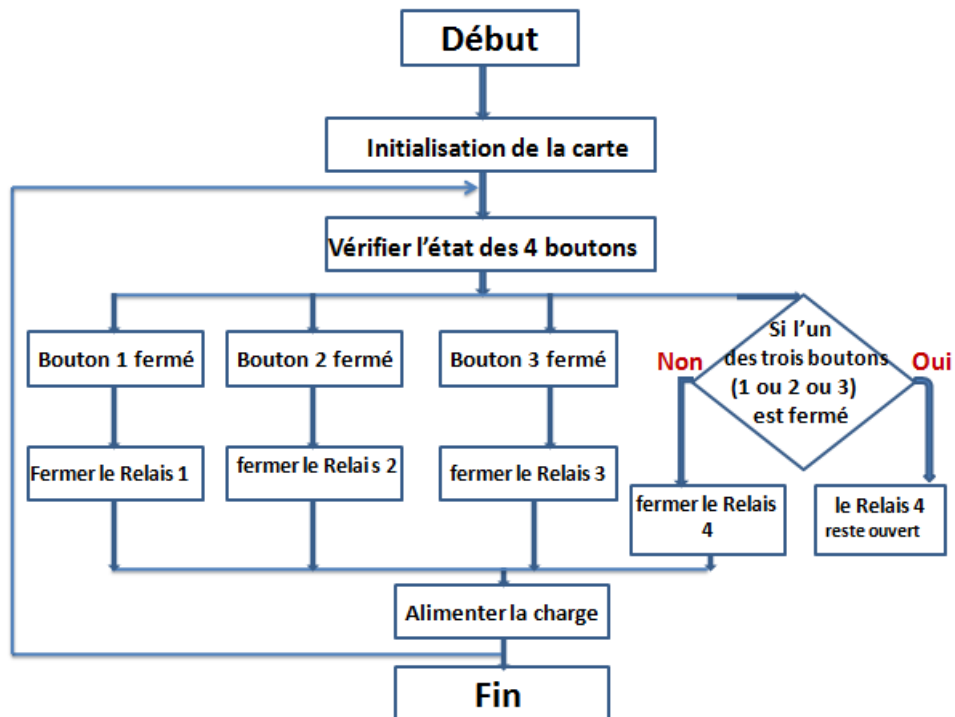 Début
Initialisation de la carte
Vérifier l'état des 4 boutons
Bouton 1 fermé
Bouton 2 fermé
Bouton 3 fermé
Si l'un
des trois boutons
(1 ou 2 ou 3)
est fermé
Non
Oui
Fermer le Relais 1
fermer le Relai s 2
fermer le Relais 3
fermer le Relais
4
le Relais 4
reste ouvert
Alimenter la charge
Fin